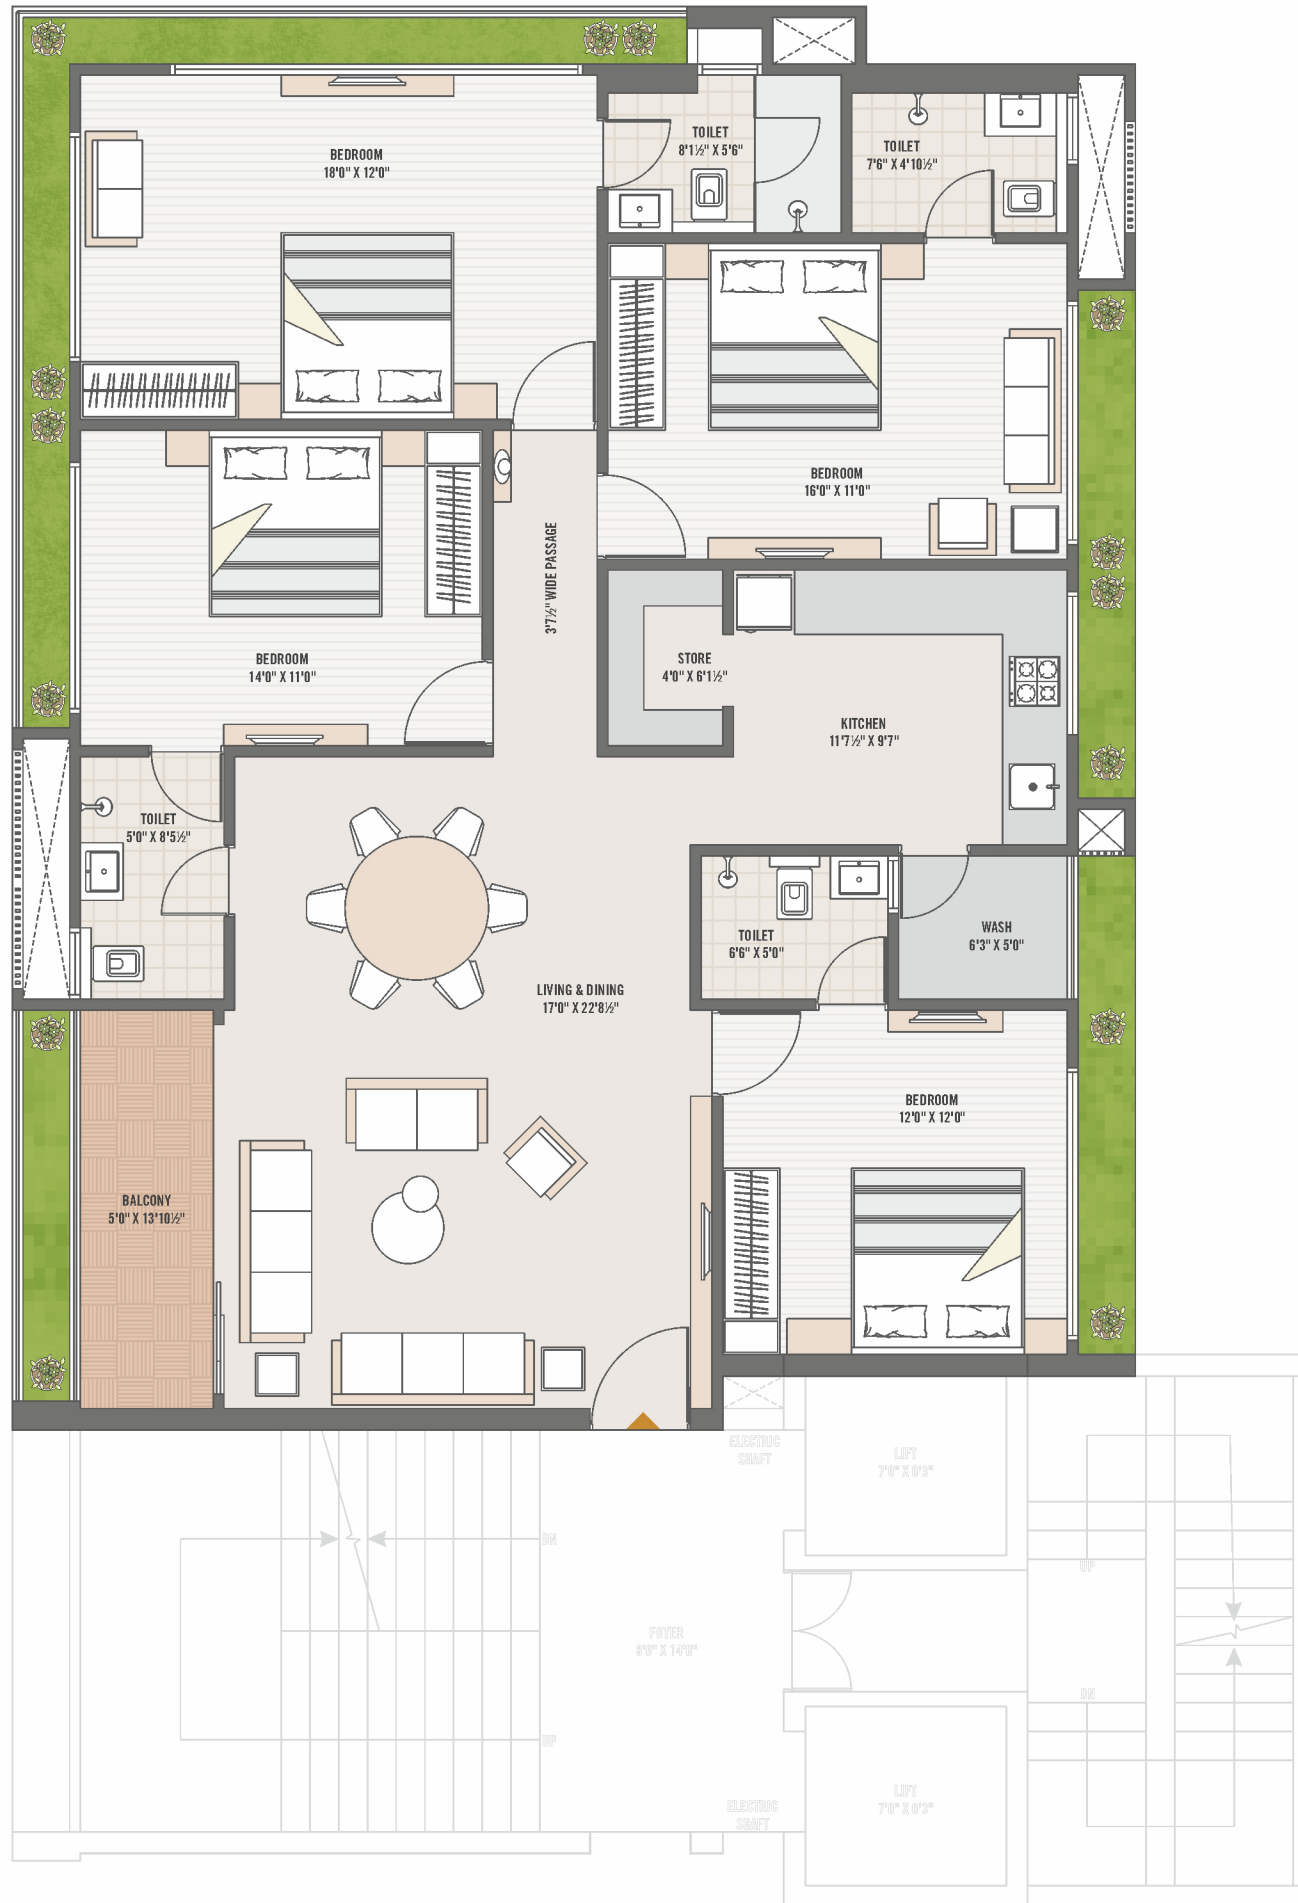 TOILET
8'1½" X 5'6"
TOILET
7'6" X 4'10½"
BEDROOM
18'0" X 12'0"
BEDROOM
16'0" X 11'0"
3'7½" WIDE PASSAGE
BEDROOM
14'0" X 11'0"
STORE
4'0" X 6'1½"
KITCHEN
11'7½" X 9'7"
TOILET
5'0" X 8'5½"
TOILET
6'6" X 5'0"
WASH
6'3" X 5'0"
LIVING & DINING
17'0" X 22'8½"
BEDROOM
12'0" X 12'0"
BALCONY
5'0" X 13'10½"
ELECTRIC
SHAFT
LIFT
DN
UP
FOYER
UP
DN
LIFT
ELECTRIC
SHAFT